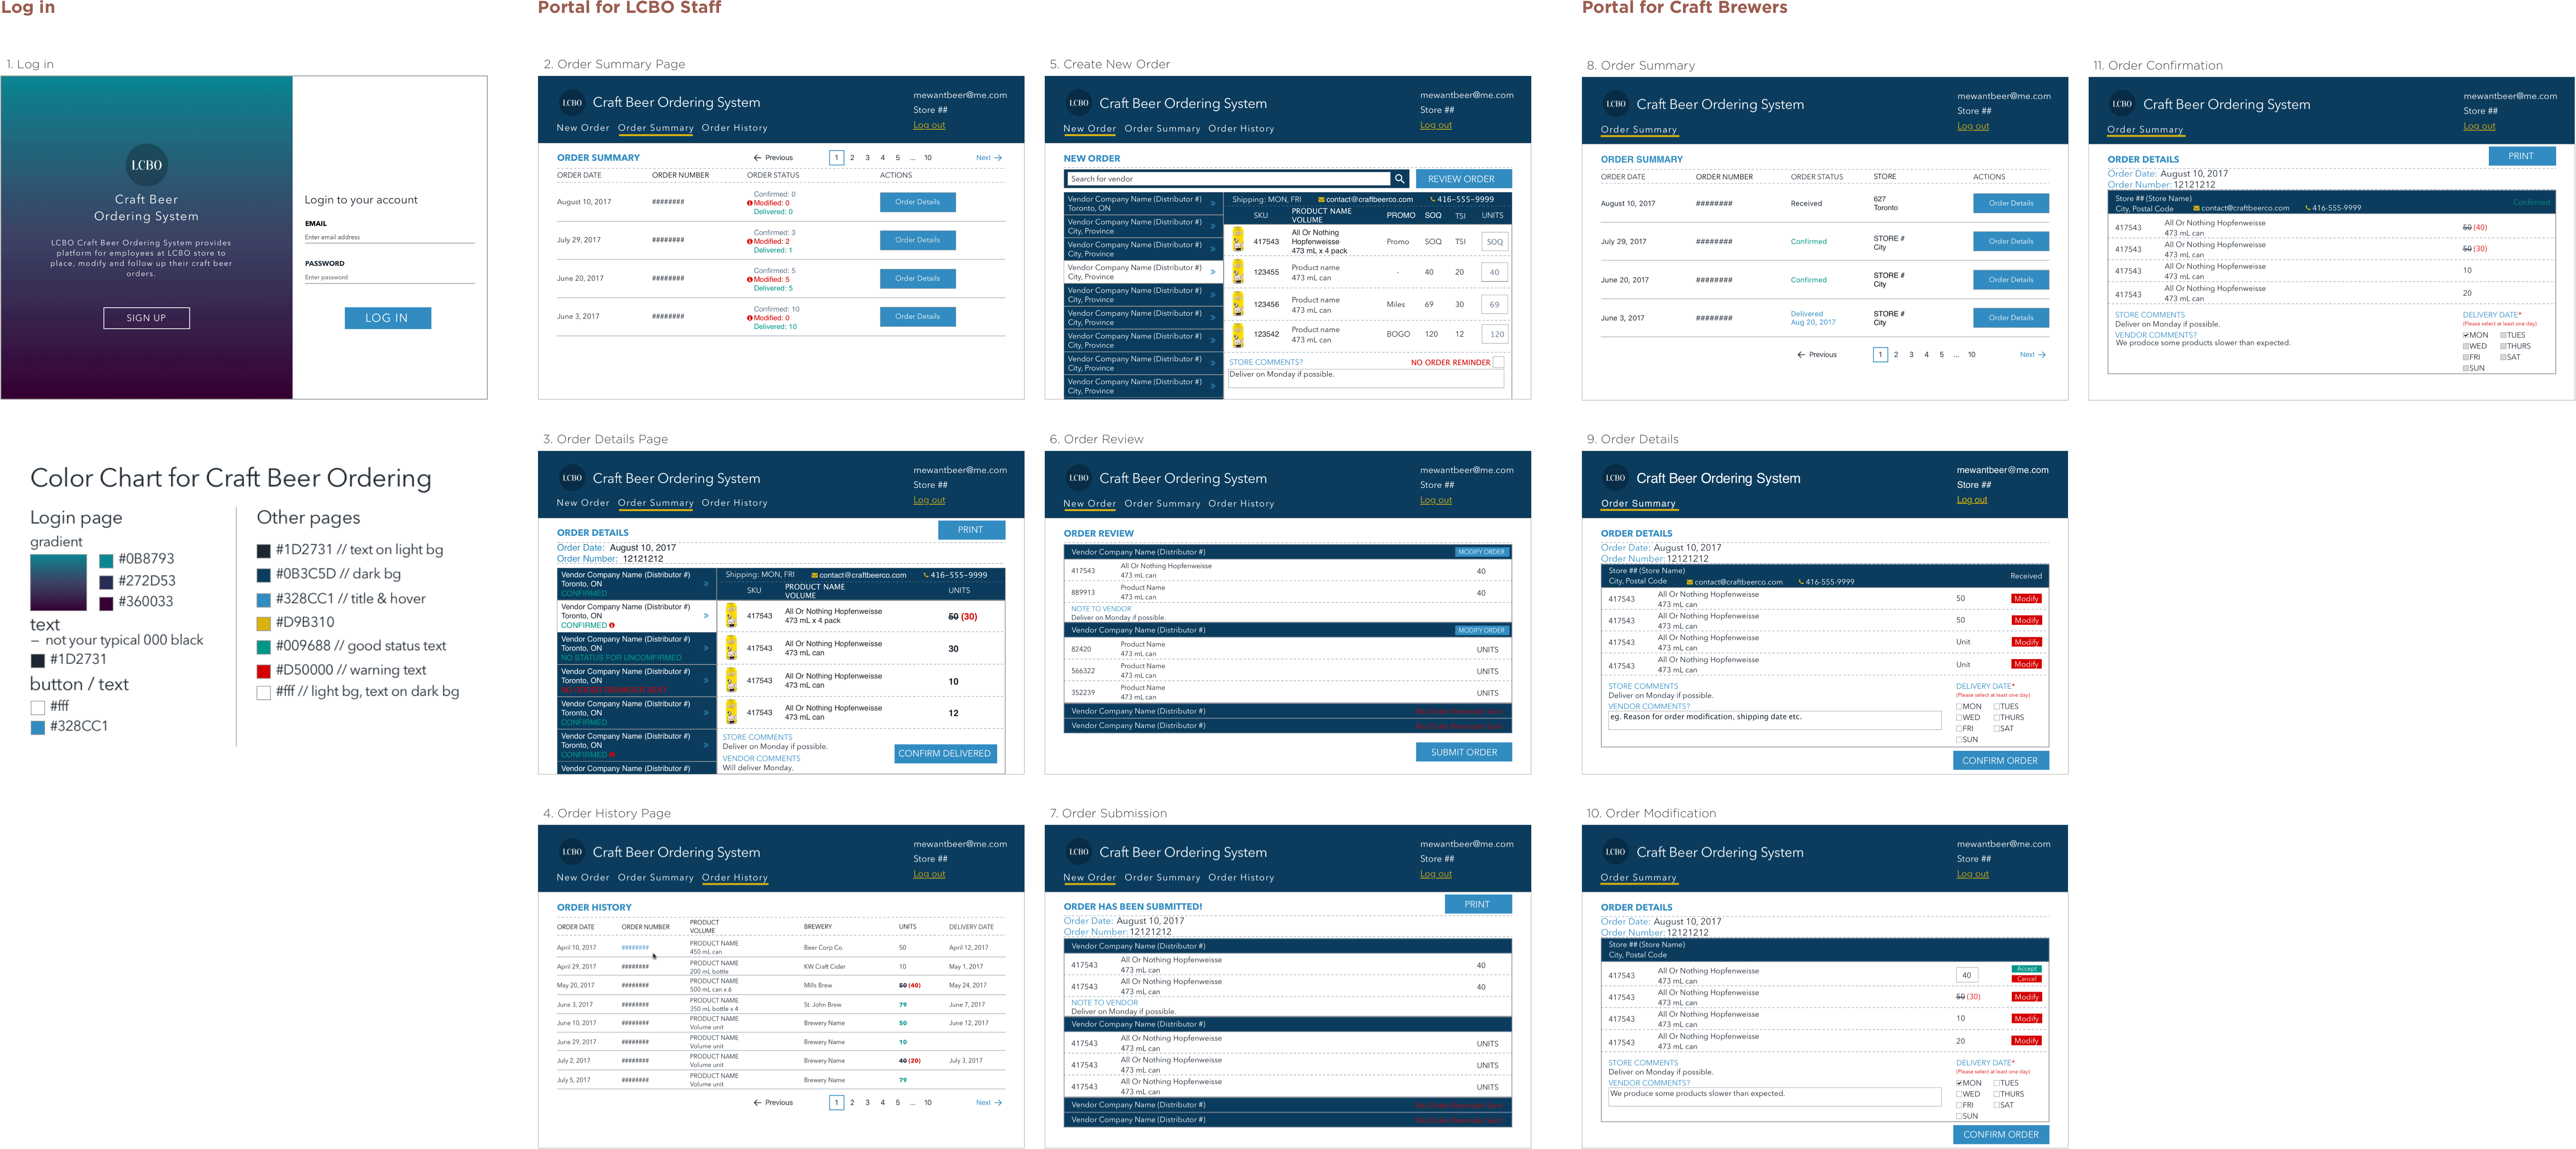 Log in
1. Log in
LCBO
Craft Beer
Ordering System
LCBO Craft Beer Ordering System provides
platform for employees at LCBO store to
place, modify and follow up their craft beer
orders.
SIGN UP
Login to your account
EMAIL
Enter email address
PASSWORD
Enter password
LOG IN
Color Chart for Craft Beer Ordering
Login page
gradient
#0B8793
#272D53
#360033
text
– not your typical 000 black
#1D2731
button / text
#fff
#328CC1
Other pages
#1D2731 // text on light bg
#0B3C5D // dark bg
#328CC1 // title & hover
#D9B310
#009688 // good status text
#D50000 // warning text
#fff // light bg, text on dark bg
Portal for LCBO Staff
2. Order Summary Page
LCBO Craft Beer Ordering System
mewantbeer@me.com
Store ##
Log out
New Order Order Summary Order History
ORDER SUMMARY
← Previous 1 2 3 4 5 ... 10 Next →
ORDER DATE ORDER NUMBER ORDER STATUS ACTIONS
August 10, 2017 ######## Confirmed: 0 Modified: 0 Delivered: 0 Order Details
July 29, 2017 ######## Confirmed: 3 Modified: 2 Delivered: 1 Order Details
June 20, 2017 ######## Confirmed: 5 Modified: 5 Delivered: 5 Order Details
June 3, 2017 ######## Confirmed: 10 Modified: 0 Delivered: 10 Order Details
3. Order Details Page
LCBO Craft Beer Ordering System
mewantbeer@me.com
Store ##
Log out
New Order Order Summary Order History
ORDER DETAILS
PRINT
Order Date: August 10, 2017
Order Number: 12121212
Vendor Company Name (Distributor #)
Toronto, ON
CONFIRMED
Vendor Company Name (Distributor #)
Toronto, ON
CONFIRMED
Vendor Company Name (Distributor #)
Toronto, ON
NO STATUS FOR UNCOMFIRMED
Vendor Company Name (Distributor #)
Toronto, ON
NO ORDER REMINDER SENT
Vendor Company Name (Distributor #)
Toronto, ON
CONFIRMED
Vendor Company Name (Distributor #)
Toronto, ON
CONFIRMED
Vendor Company Name (Distributor #)
Shipping: MON, FRI contact@craftbeerco.com 416-555-9999
SKU PRODUCT NAME VOLUME UNITS
417543 All Or Nothing Hopfenweisse 473 mL x 4 pack 50 (30)
417543 All Or Nothing Hopfenweisse 473 mL can 30
417543 All Or Nothing Hopfenweisse 473 mL can 10
417543 All Or Nothing Hopfenweisse 473 mL can 12
STORE COMMENTS
Deliver on Monday if possible.
VENDOR COMMENTS
Will deliver Monday.
CONFIRM DELIVERED
4. Order History Page
LCBO Craft Beer Ordering System
mewantbeer@me.com
Store ##
Log out
New Order Order Summary Order History
ORDER HISTORY
ORDER DATE ORDER NUMBER PRODUCT VOLUME BREWERY UNITS DELIVERY DATE
April 10, 2017 ######## PRODUCT NAME 450 mL can Beer Corp Co. 50 April 12, 2017
April 29, 2017 ######## PRODUCT NAME 200 mL bottle KW Craft Cider 10 May 1, 2017
May 20, 2017 ######## PRODUCT NAME 500 mL can x 6 Mills Brew 50 (40) May 24, 2017
June 3, 2017 ######## PRODUCT NAME 350 mL bottle x 4 St. John Brew 79 June 7, 2017
June 10, 2017 ######## PRODUCT NAME Volume unit Brewery Name 50 June 12, 2017
June 29, 2017 ######## PRODUCT NAME Volume unit Brewery Name 10
July 2, 2017 ######## PRODUCT NAME Volume unit Brewery Name 40 (20) July 3, 2017
July 5, 2017 ######## PRODUCT NAME Volume unit Brewery Name 79
← Previous 1 2 3 4 5 ... 10 Next →
5. Create New Order
LCBO Craft Beer Ordering System
mewantbeer@me.com
Store ##
Log out
New Order Order Summary Order History
NEW ORDER
Search for vendor
REVIEW ORDER
Vendor Company Name (Distributor #)
Toronto, ON
Vendor Company Name (Distributor #)
City, Province
Vendor Company Name (Distributor #)
City, Province
Vendor Company Name (Distributor #)
City, Province
Vendor Company Name (Distributor #)
City, Province
Vendor Company Name (Distributor #)
City, Province
Vendor Company Name (Distributor #)
City, Province
Vendor Company Name (Distributor #)
City, Province
Vendor Company Name (Distributor #)
City, Province
Shipping: MON, FRI contact@craftbeerco.com 416-555-9999
SKU PRODUCT NAME VOLUME PROMO SOQ TSI UNITS
417543 All Or Nothing Hopfenweisse 473 mL x 4 pack Promo SOQ TSI SOQ
123455 Product name 473 mL can - 40 20 40
123456 Product name 473 mL can Miles 69 30 69
123542 Product name 473 mL can BOGO 120 12 120
STORE COMMENTS?
NO ORDER REMINDER
Deliver on Monday if possible.
6. Order Review
LCBO Craft Beer Ordering System
mewantbeer@me.com
Store ##
Log out
New Order Order Summary Order History
ORDER REVIEW
Vendor Company Name (Distributor #) MODIFY ORDER
417543 All Or Nothing Hopfenweisse 473 mL can 40
889913 Product Name 473 mL can 40
NOTE TO VENDOR
Deliver on Monday if possible.
Vendor Company Name (Distributor #) MODIFY ORDER
82420 Product Name 473 mL can UNITS
566322 Product Name 473 mL can UNITS
352239 Product Name 473 mL can UNITS
Vendor Company Name (Distributor #) No Order Reminder Sent
Vendor Company Name (Distributor #) No Order Reminder Sent
SUBMIT ORDER
7. Order Submission
LCBO Craft Beer Ordering System
mewantbeer@me.com
Store ##
Log out
New Order Order Summary Order History
ORDER HAS BEEN SUBMITTED!
PRINT
Order Date: August 10, 2017
Order Number: 12121212
Vendor Company Name (Distributor #)
417543 All Or Nothing Hopfenweisse 473 mL can 40
417543 All Or Nothing Hopfenweisse 473 mL can 40
NOTE TO VENDOR
Deliver on Monday if possible.
Vendor Company Name (Distributor #)
417543 All Or Nothing Hopfenweisse 473 mL can UNITS
417543 All Or Nothing Hopfenweisse 473 mL can UNITS
417543 All Or Nothing Hopfenweisse 473 mL can UNITS
Vendor Company Name (Distributor #) No Order Reminder Sent
Vendor Company Name (Distributor #) No Order Reminder Sent
Portal for Craft Brewers
8. Order Summary
LCBO Craft Beer Ordering System
mewantbeer@me.com
Store ##
Log out
Order Summary
ORDER SUMMARY
ORDER DATE ORDER NUMBER ORDER STATUS STORE ACTIONS
August 10, 2017 ######## Received 627 Toronto Order Details
July 29, 2017 ######## Confirmed STORE # City Order Details
June 20, 2017 ######## Confirmed STORE # City Order Details
June 3, 2017 ######## Delivered Aug 20, 2017 STORE # City Order Details
← Previous 1 2 3 4 5 ... 10 Next →
9. Order Details
LCBO Craft Beer Ordering System
mewantbeer@me.com
Store ##
Log out
Order Summary
ORDER DETAILS
Order Date: August 10, 2017
Order Number: 12121212
Store ## (Store Name)
City, Postal Code contact@craftbeerco.com 416-555-9999 Received
417543 All Or Nothing Hopfenweisse 473 mL can 50 Modify
417543 All Or Nothing Hopfenweisse 473 mL can 50 Modify
417543 All Or Nothing Hopfenweisse 473 mL can Unit Modify
417543 All Or Nothing Hopfenweisse 473 mL can Unit Modify
STORE COMMENTS
Deliver on Monday if possible.
VENDOR COMMENTS?
eg. Reason for order modification, shipping date etc.
DELIVERY DATE*
(Please select at least one day)
MON TUES
WED THURS
FRI SAT
SUN
CONFIRM ORDER
10. Order Modification
LCBO Craft Beer Ordering System
mewantbeer@me.com
Store ##
Log out
Order Summary
ORDER DETAILS
Order Date: August 10, 2017
Order Number: 12121212
Store ## (Store Name)
City, Postal Code
417543 All Or Nothing Hopfenweisse 473 mL can 40 Accept Cancel
417543 All Or Nothing Hopfenweisse 473 mL can 50 (30) Modify
417543 All Or Nothing Hopfenweisse 473 mL can 10 Modify
417543 All Or Nothing Hopfenweisse 473 mL can 20 Modify
STORE COMMENTS
Deliver on Monday if possible.
VENDOR COMMENTS?
We produce some products slower than expected.
DELIVERY DATE*
(Please select at least one day)
MON TUES
WED THURS
FRI SAT
SUN
CONFIRM ORDER
11. Order Confirmation
LCBO Craft Beer Ordering System
mewantbeer@me.com
Store ##
Log out
Order Summary
ORDER DETAILS
PRINT
Order Date: August 10, 2017
Order Number: 12121212
Store ## (Store Name)
City, Postal Code contact@craftbeerco.com 416-555-9999 Confirmed
417543 All Or Nothing Hopfenweisse 473 mL can 50 (40)
417543 All Or Nothing Hopfenweisse 473 mL can 50 (30)
417543 All Or Nothing Hopfenweisse 473 mL can 10
417543 All Or Nothing Hopfenweisse 473 mL can 20
STORE COMMENTS
Deliver on Monday if possible.
VENDOR COMMENTS?
We produce some products slower than expected.
DELIVERY DATE*
(Please select at least one day)
MON TUES
WED THURS
FRI SAT
SUN